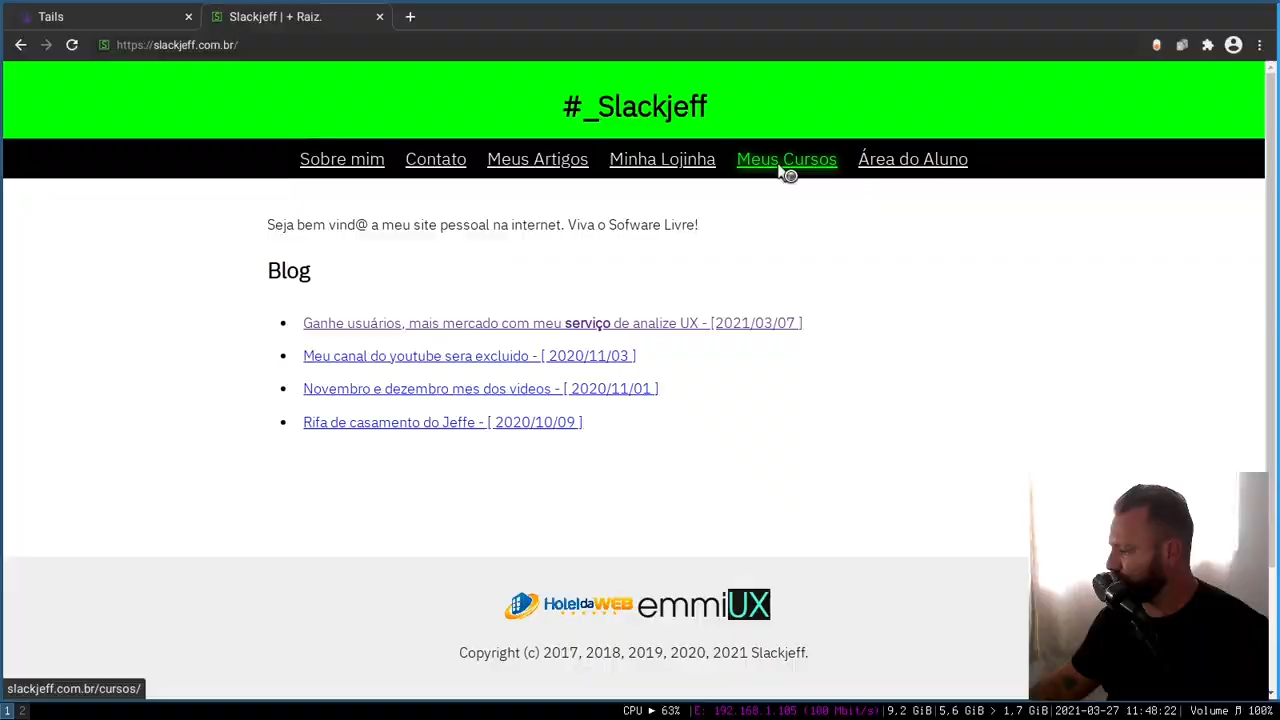 Tails
Slackjeff | + Raiz.
https://slackjeff.com.br/
#_Slackjeff
Sobre mim Contato Meus Artigos Minha Lojinha Meus Cursos Área do Aluno
Seja bem vind@ a meu site pessoal na internet. Viva o Sofware Livre!
Blog
Ganhe usuários, mais mercado com meu serviço de analize UX - [2021/03/07 ]
Meu canal do youtube sera excluido - [ 2020/11/03 ]
Novembro e dezembro mes dos videos - [ 2020/11/01 ]
Rifa de casamento do Jeffe - [ 2020/10/09 ]
HoteldaWEB emmiUX
Copyright (c) 2017, 2018, 2019, 2020, 2021 Slackjeff.
slackjeff.com.br/cursos/
1 2 CPU ► 63% |E: 192.168.1.105 (100 Mbit/s)|9,2 GiB|5,6 GiB > 1,7 GiB|2021-03-27 11:48:22| Volume ♬ 100%